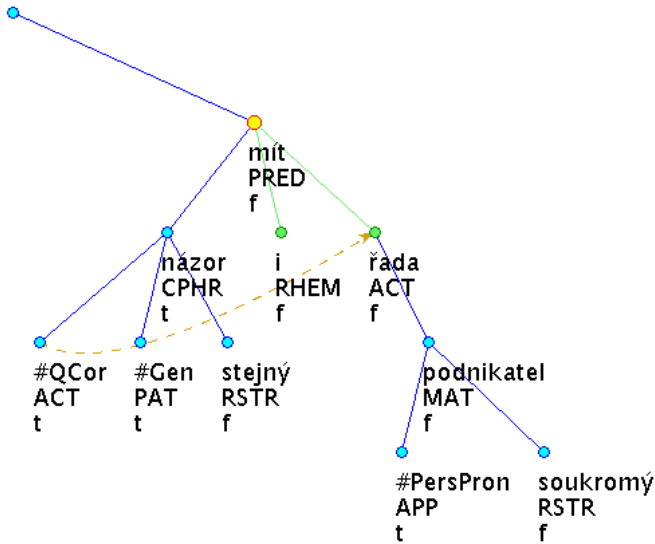 mít
PRED
f
názor
CPHR
t
i
RHEM
f
řada
ACT
f
#QCor
ACT
t
#Gen
PAT
t
stejný
RSTR
f
podnikatel
MAT
f
#PersPron
APP
t
soukromý
RSTR
f